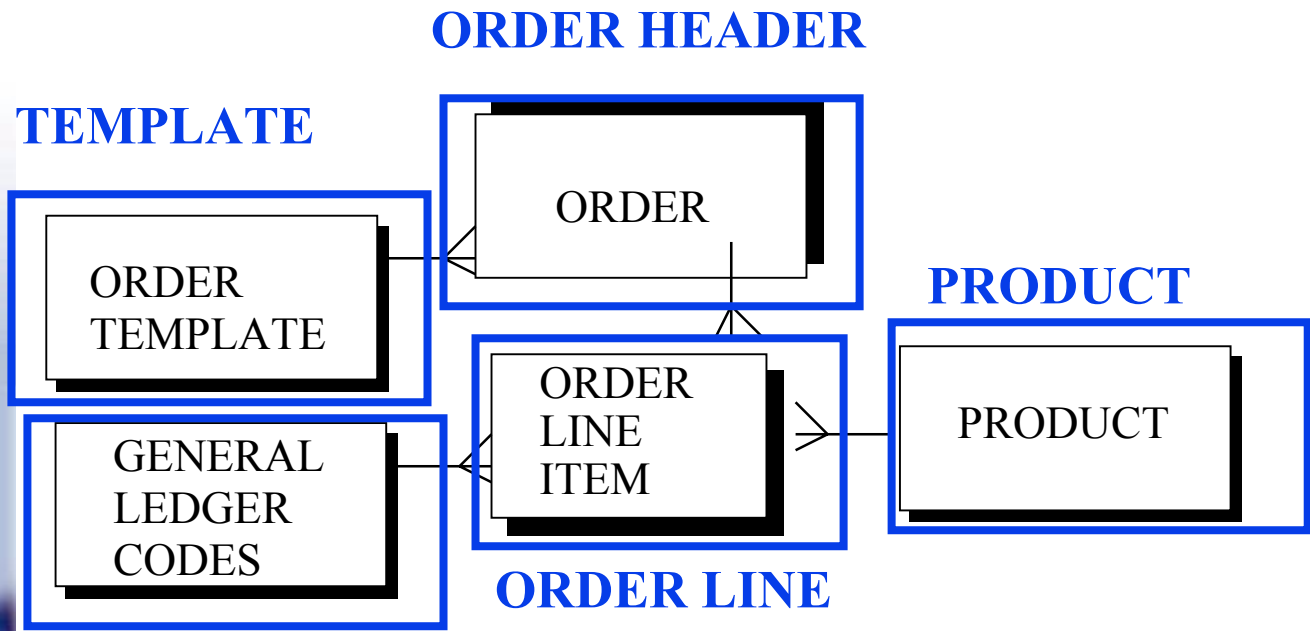 ORDER HEADER
TEMPLATE
ORDER
ORDER
TEMPLATE
PRODUCT
ORDER
LINE
ITEM
PRODUCT
GENERAL
LEDGER
CODES
ORDER LINE